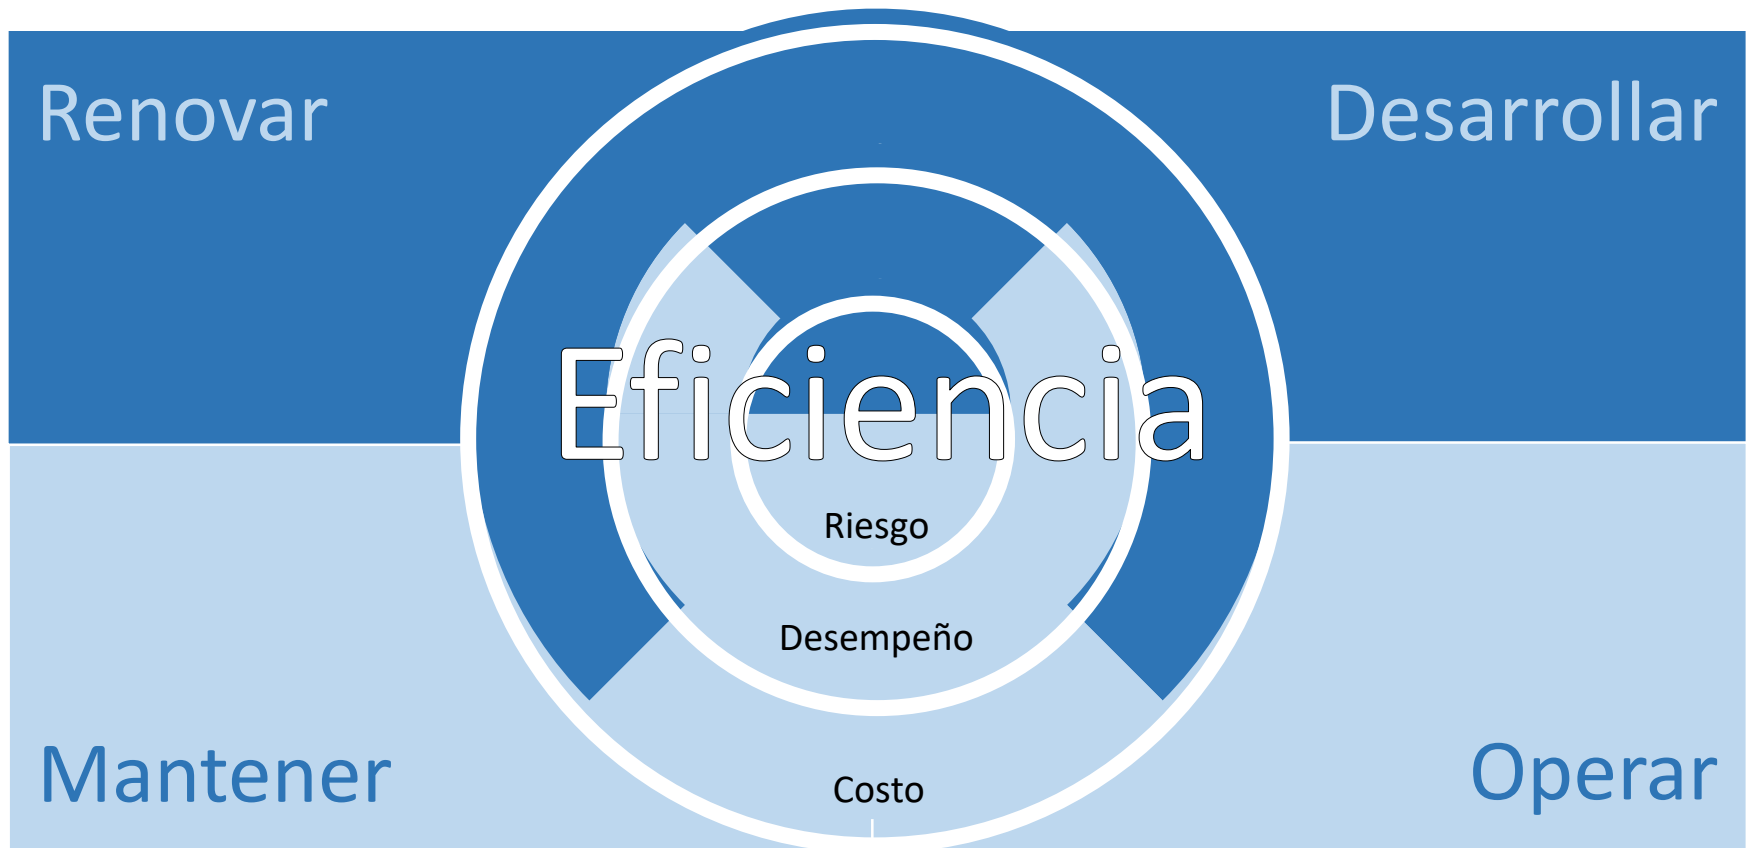 Renovar
Desarrollar
Eficiencia
Riesgo
Desempeño
Mantener
Operar
Costo